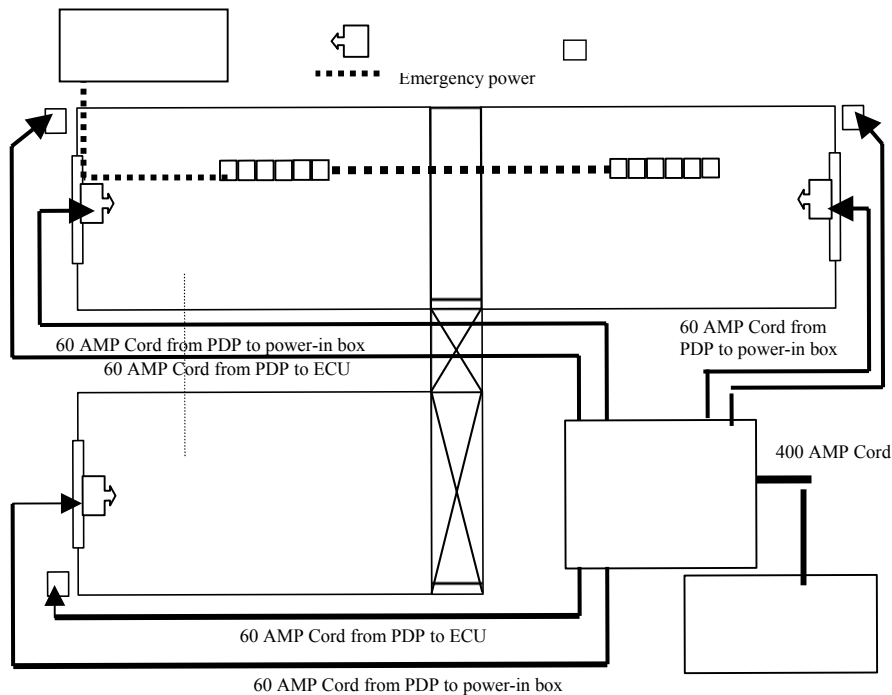 Emergency power
60 AMP Cord from PDP to power-in box
60 AMP Cord from PDP to ECU
60 AMP Cord from
PDP to power-in box
400 AMP Cord
60 AMP Cord from PDP to ECU
60 AMP Cord from PDP to power-in box